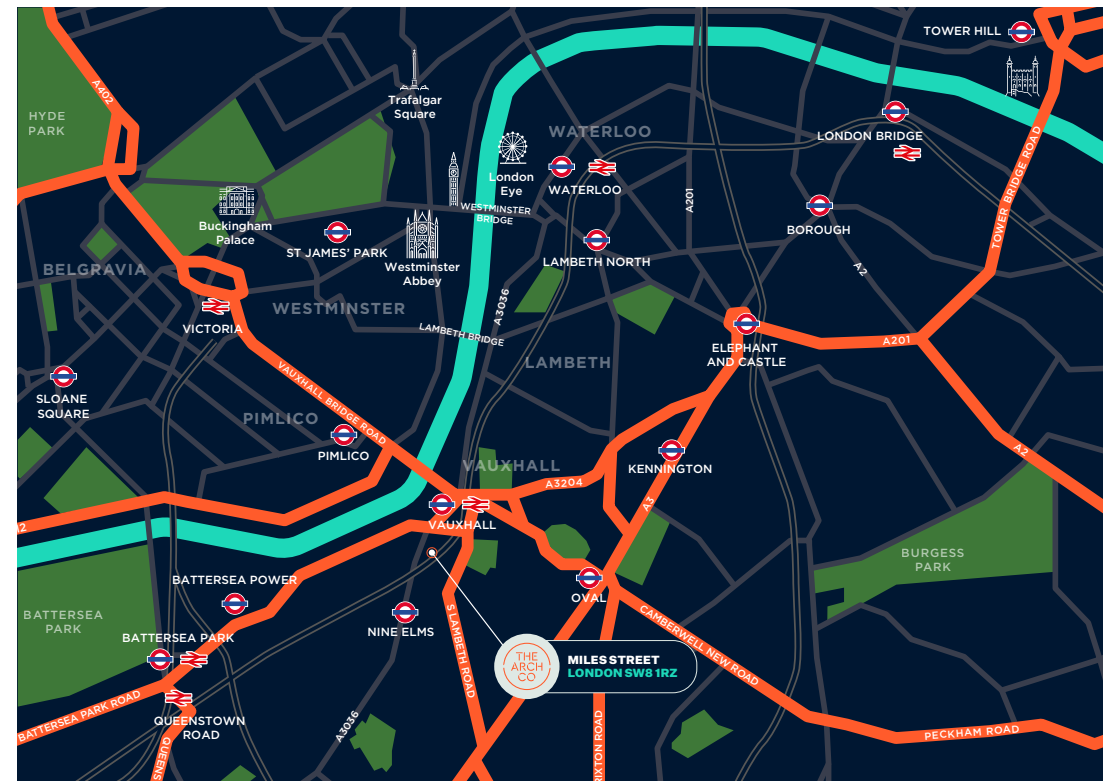 TOWER HILL
A402
Trafalgar
Square
HYDE
PARK
WATERLOO
LONDON BRIDGE
TOWER BRIDGE ROAD
London
Eye
WATERLOO
A201
WESTMINSTER
BRIDGE
Buckingham
Palace
BOROUGH
ST JAMES' PARK
LAMBETH NORTH
Westminster
Abbey
BELGRAVIA
A2
WESTMINSTER
A3036
VICTORIA
LAMBETH BRIDGE
ELEPHANT
AND CASTLE
A201
LAMBETH
VAUXHALL BRIDGE ROAD
SLOANE
SQUARE
PIMLICO
PIMLICO
A2
VAUXHALL
KENNINGTON
A3204
A3
VAUXHALL
BURGESS
PARK
BATTERSEA POWER
OVAL
BATTERSEA
PARK
NINE ELMS
S LAMBETH ROAD
CAMBERWELL NEW ROAD
BATTERSEA PARK
THE
ARCH
CO
MILES STREET
LONDON SW8 1RZ
BATTERSEA PARK ROAD
QUEENSTOWN
ROAD
A3036
PECKHAM ROAD
QUEENS
RIXTON ROAD